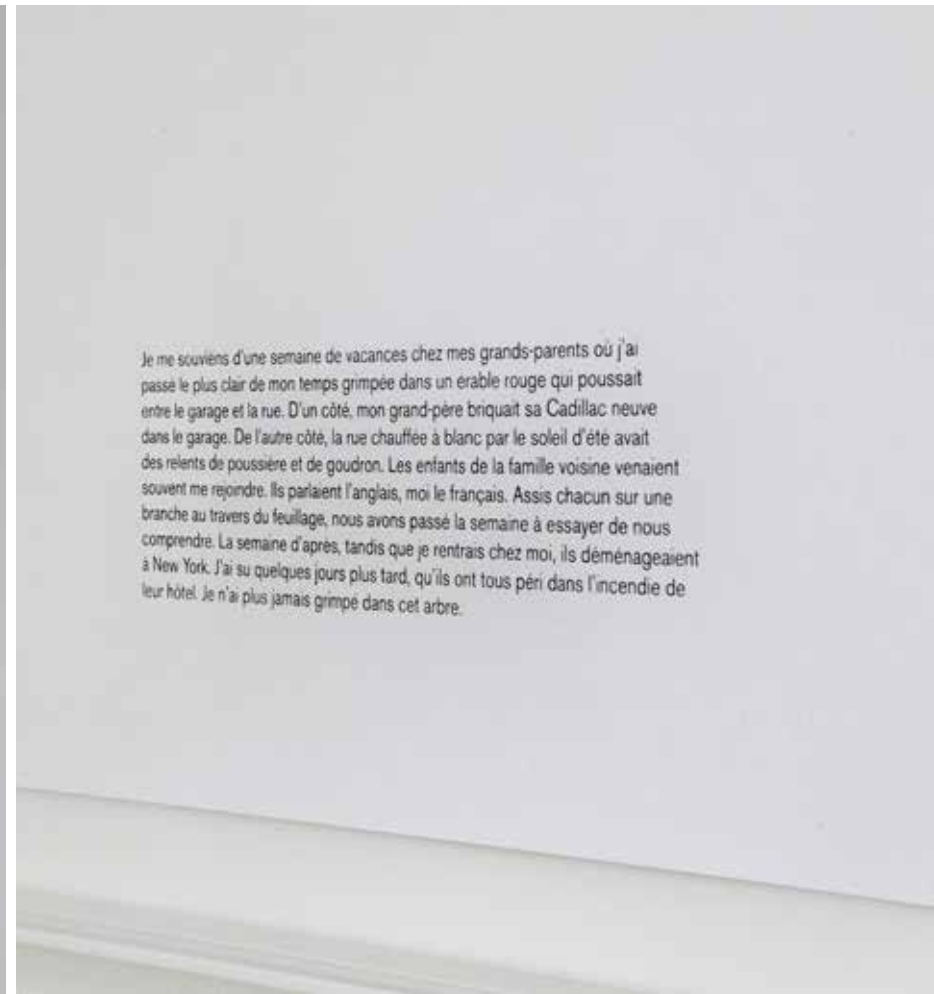 Je me souviens d'une semaine de vacances chez mes grands-parents où j'ai
passé le plus clair de mon temps grimpée dans un érable rouge qui poussait
entre le garage et la rue. D'un côté, mon grand-père briquait sa Cadillac neuve
dans le garage. De l'autre côté, la rue chauffée à blanc par le soleil d'été avait
des relents de poussière et de goudron. Les enfants de la famille voisine venaient
souvent me rejoindre. Ils parlaient l'anglais, moi le français. Assis chacun sur une
branche au travers du feuillage, nous avons passé la semaine à essayer de nous
comprendre. La semaine d'après, tandis que je rentrais chez moi, ils déménageaient
à New York. J'ai su quelques jours plus tard, qu'ils ont tous péri dans l'incendie de
leur hôtel. Je n'ai plus jamais grimpé dans cet arbre.